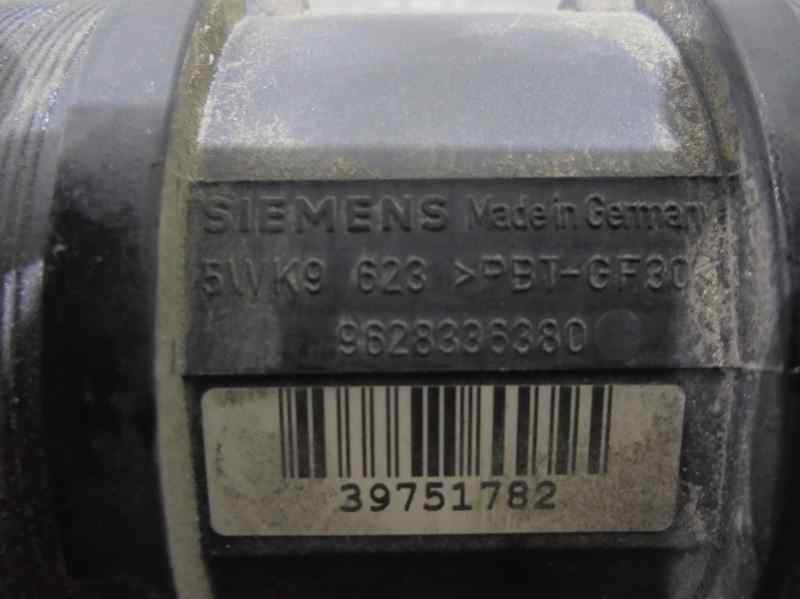 SIEMENS Made in Germany
5WK9 623 >PBT-GF30<
9628336380
39751782